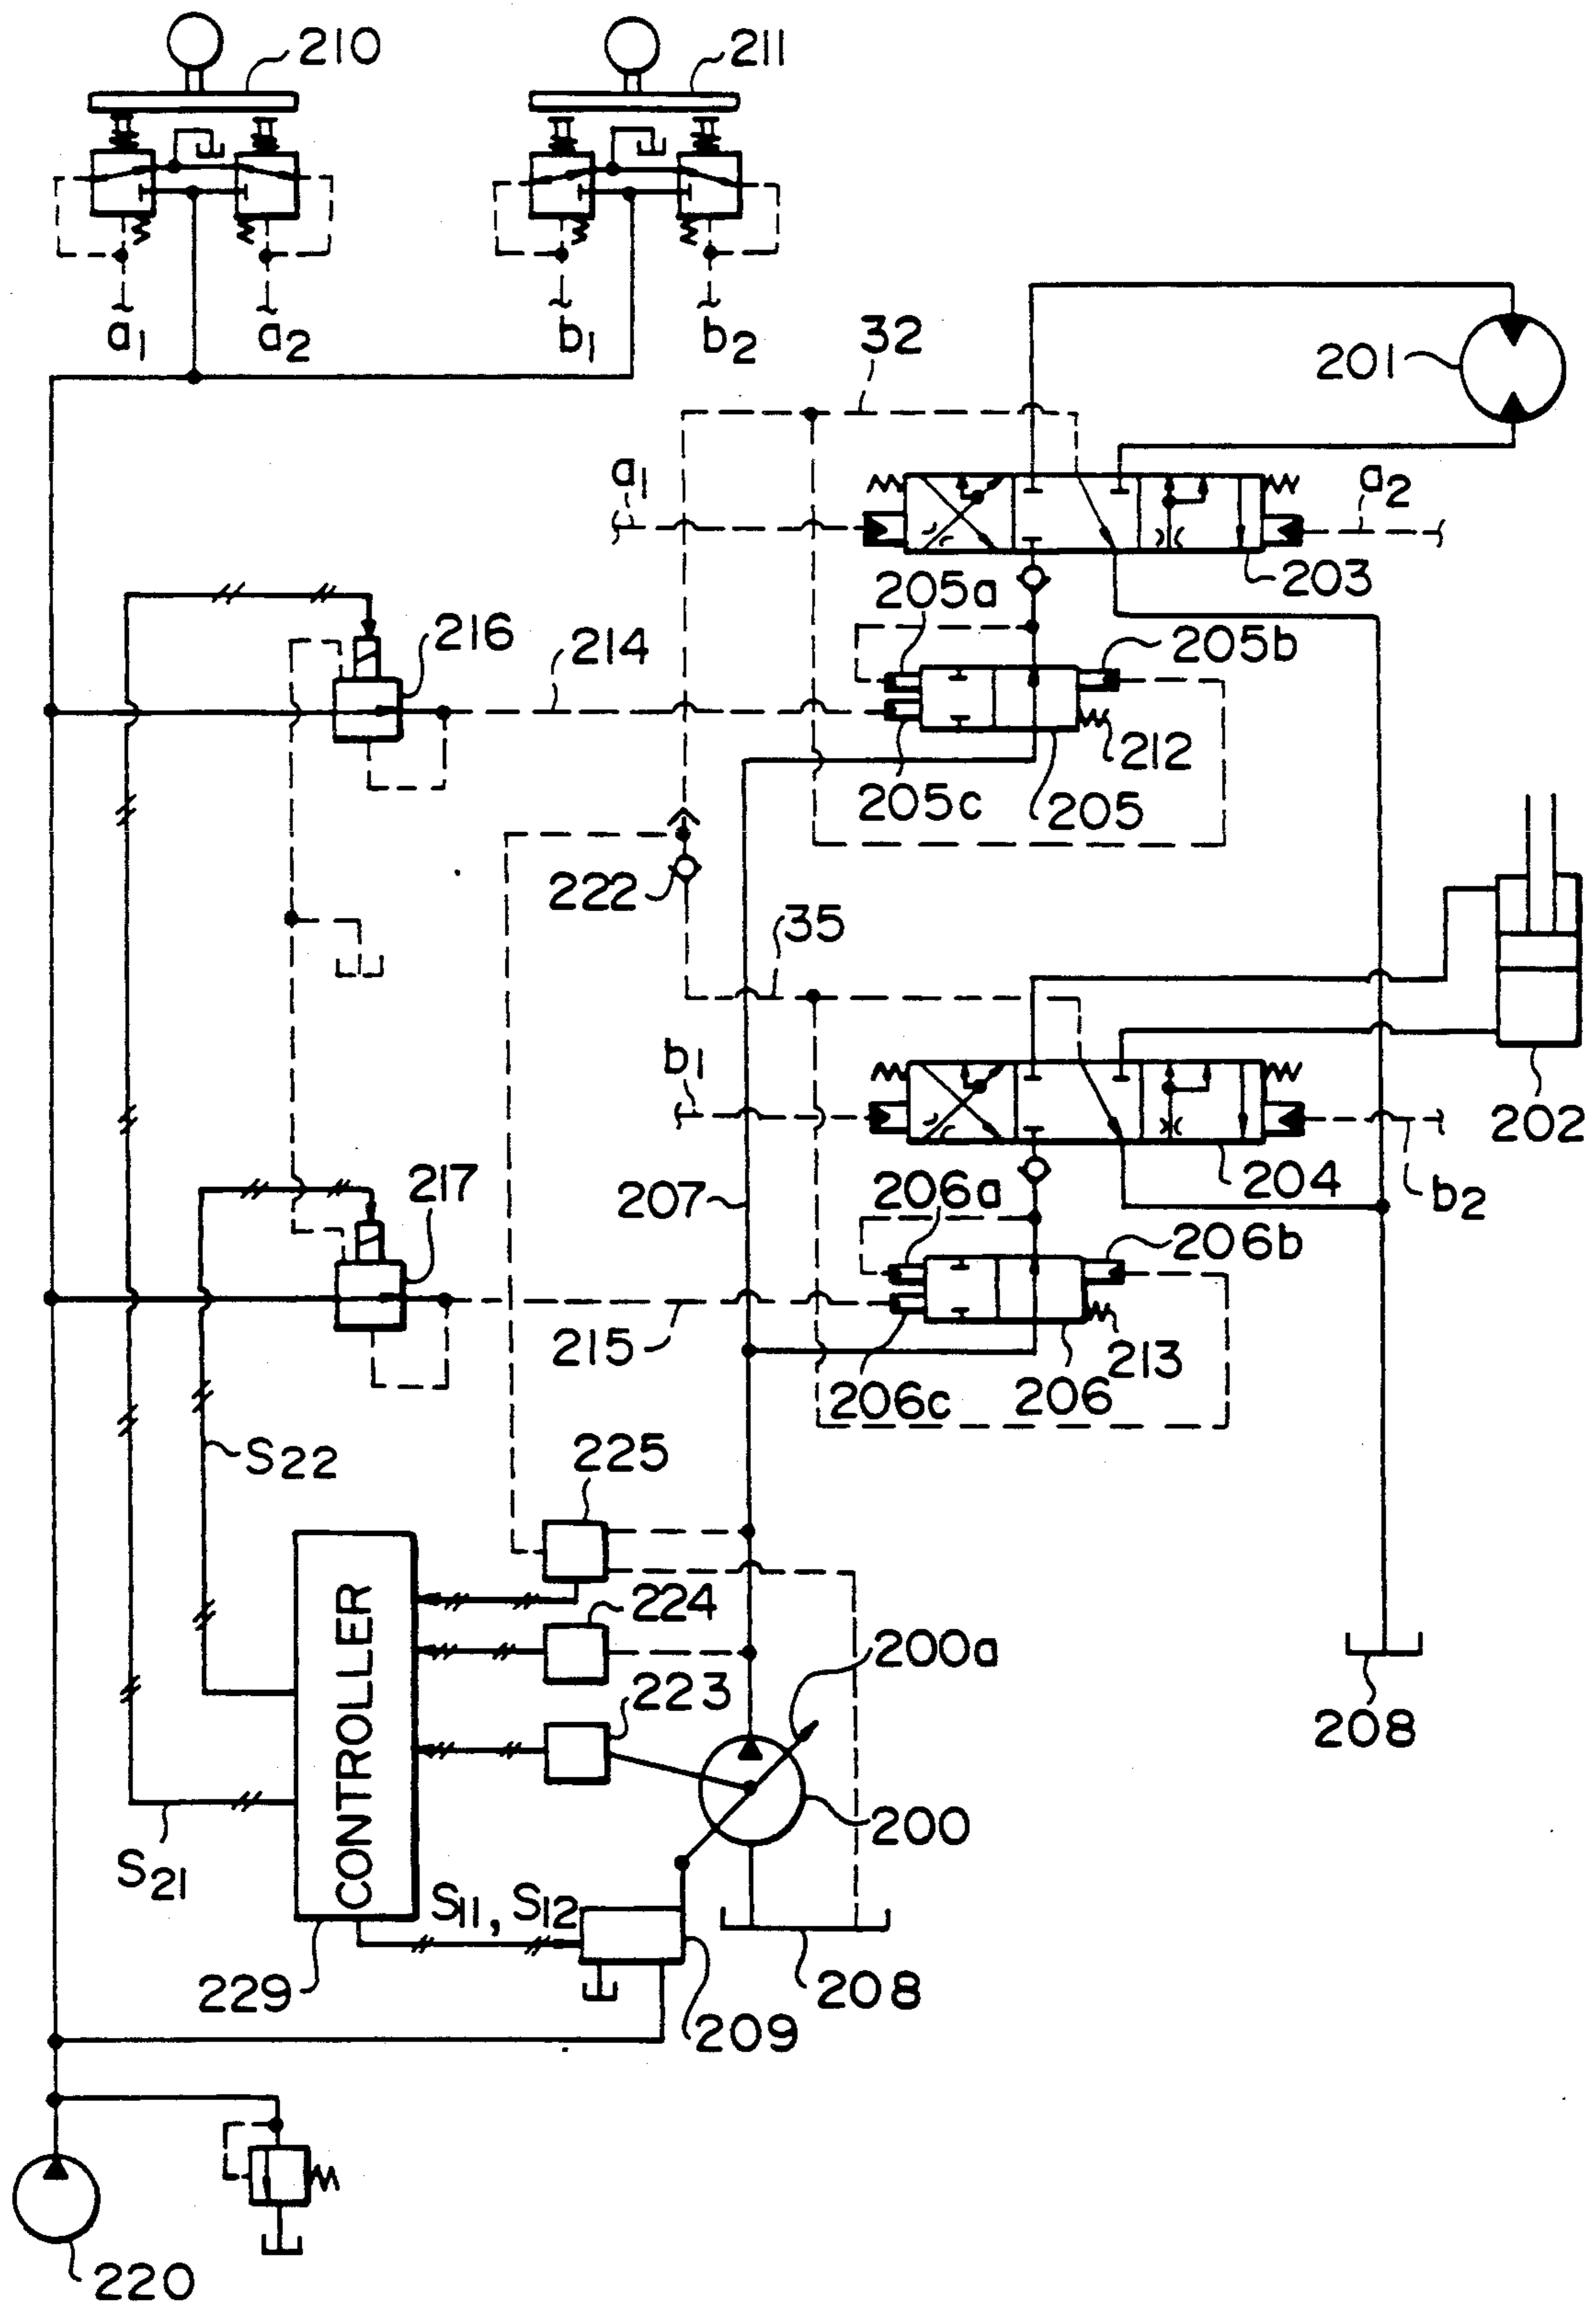 210
211
a1
a2
b1
b2
32
201
a1
a2
203
205a
216
214
205b
212
205c
205
222
35
b1
202
204
b2
217
207
206a
206b
215
213
206c
206
S22
225
224
200a
223
CONTROLLER
208
200
S21
S11, S12
229
208
209
220